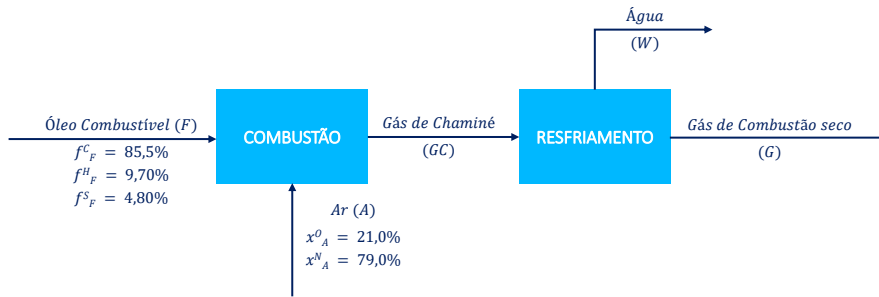 Água
(W)
Óleo Combustível (F)
f^C_F = 85,5%
f^H_F = 9,70%
f^S_F = 4,80%
COMBUSTÃO
Gás de Chaminé
(GC)
RESFRIAMENTO
Gás de Combustão seco
(G)
Ar (A)
x^O_A = 21,0%
x^N_A = 79,0%